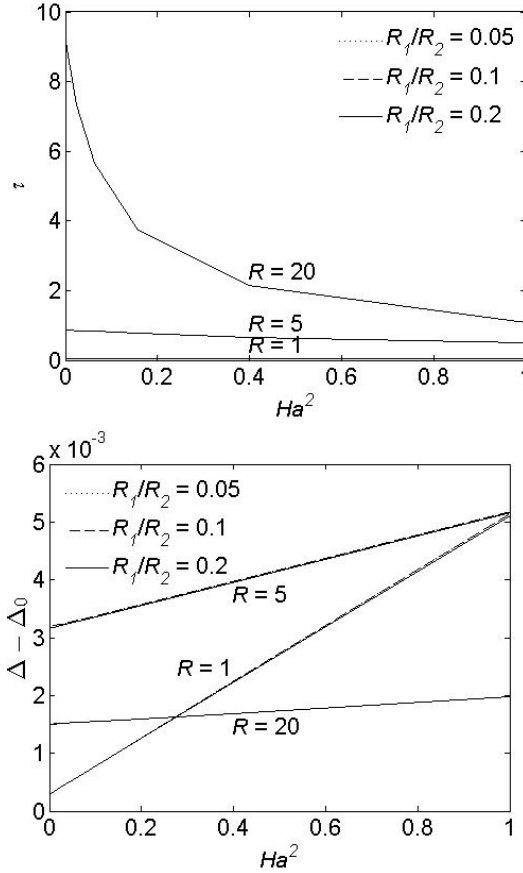 10
8
6
4
2
0
τ
R₁/R₂ = 0.05
R₁/R₂ = 0.1
R₁/R₂ = 0.2
R = 20
R = 5
R = 1
0 0.2 0.4 0.6 0.8 1
Ha²
x 10⁻³
6
5
4
3
2
1
0
Δ − Δ₀
R₁/R₂ = 0.05
R₁/R₂ = 0.1
R₁/R₂ = 0.2
R = 5
R = 1
R = 20
0 0.2 0.4 0.6 0.8 1
Ha²